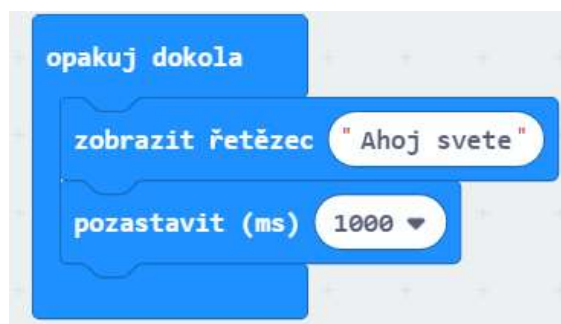 opakuj dokola
zobrazit řetězec "Ahoj svete"
pozastavit (ms) 1000